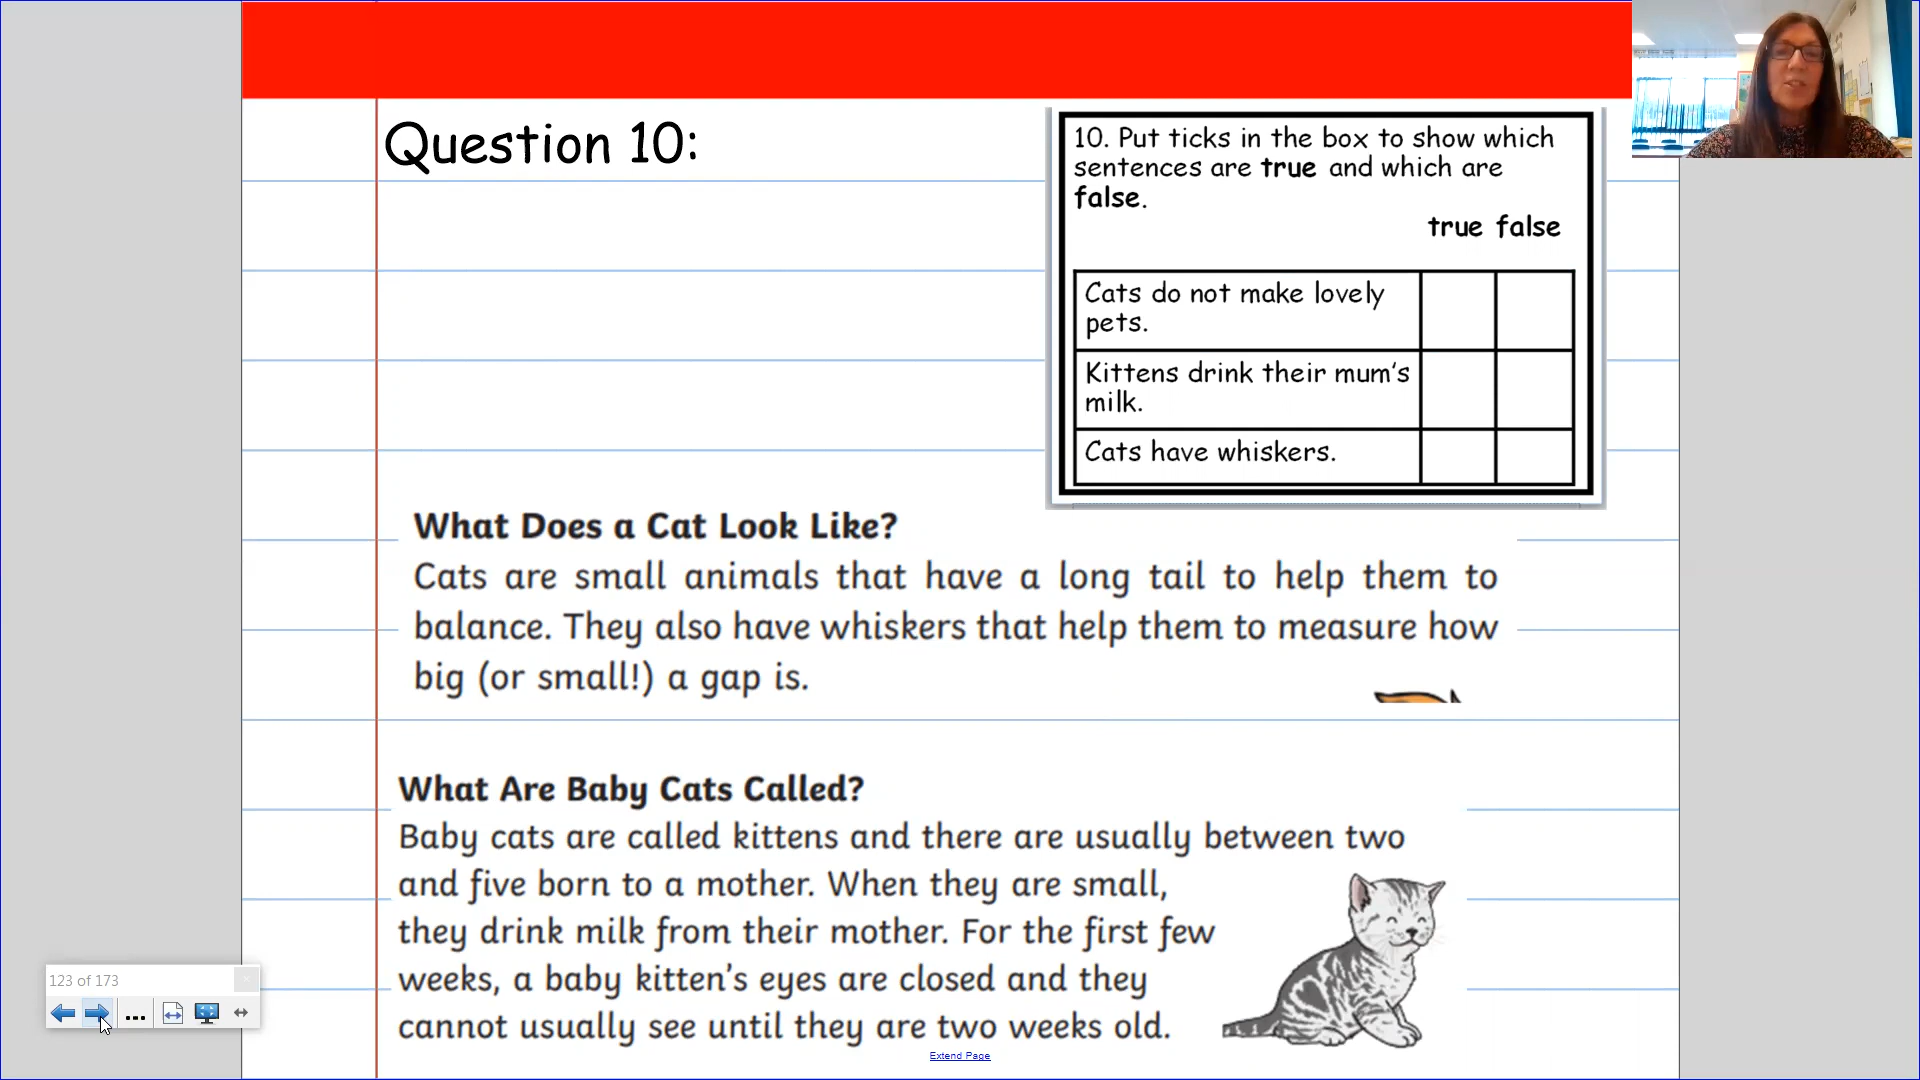 Question 10:
10. Put ticks in the box to show which
sentences are true and which are
false.
true false
Cats do not make lovely
pets.
Kittens drink their mum's
milk.
Cats have whiskers.
What Does a Cat Look Like?
Cats are small animals that have a long tail to help them to
balance. They also have whiskers that help them to measure how
big (or small!) a gap is.
What Are Baby Cats Called?
Baby cats are called kittens and there are usually between two
and five born to a mother. When they are small,
they drink milk from their mother. For the first few
weeks, a baby kitten's eyes are closed and they
cannot usually see until they are two weeks old.
Extend Page
123 of 173